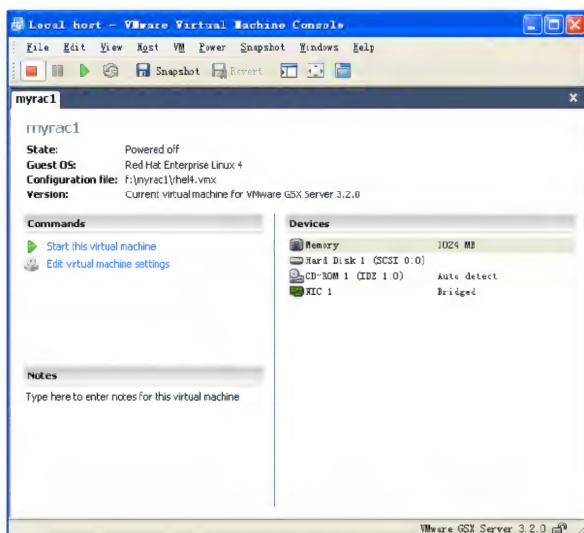 Local host - VMware Virtual Machine Console
File Edit View Host VM Power Snapshot Windows Help
Snapshot Revert
myrac1
myrac1
State: Powered off
Guest OS: Red Hat Enterprise Linux 4
Configuration file: f:\myrac1\rhel4.vmx
Version: Current virtual machine for VMware GSX Server 3.2.0
Commands
Start this virtual machine
Edit virtual machine settings
Devices
Memory 1024 MB
Hard Disk 1 (SCSI 0:0)
CD-ROM 1 (IDE 1:0) Auto detect
NIC 1 Bridged
Notes
Type here to enter notes for this virtual machine
VMware GSX Server 3.2.0